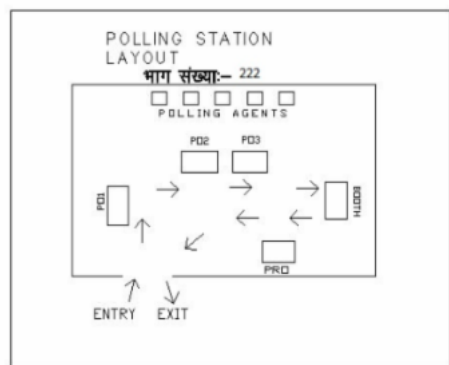 POLLING STATION
LAYOUT
भाग संख्या:- 222
POLLING AGENTS
PO2 PO3
PO1
BOOTH
PRO
ENTRY EXIT